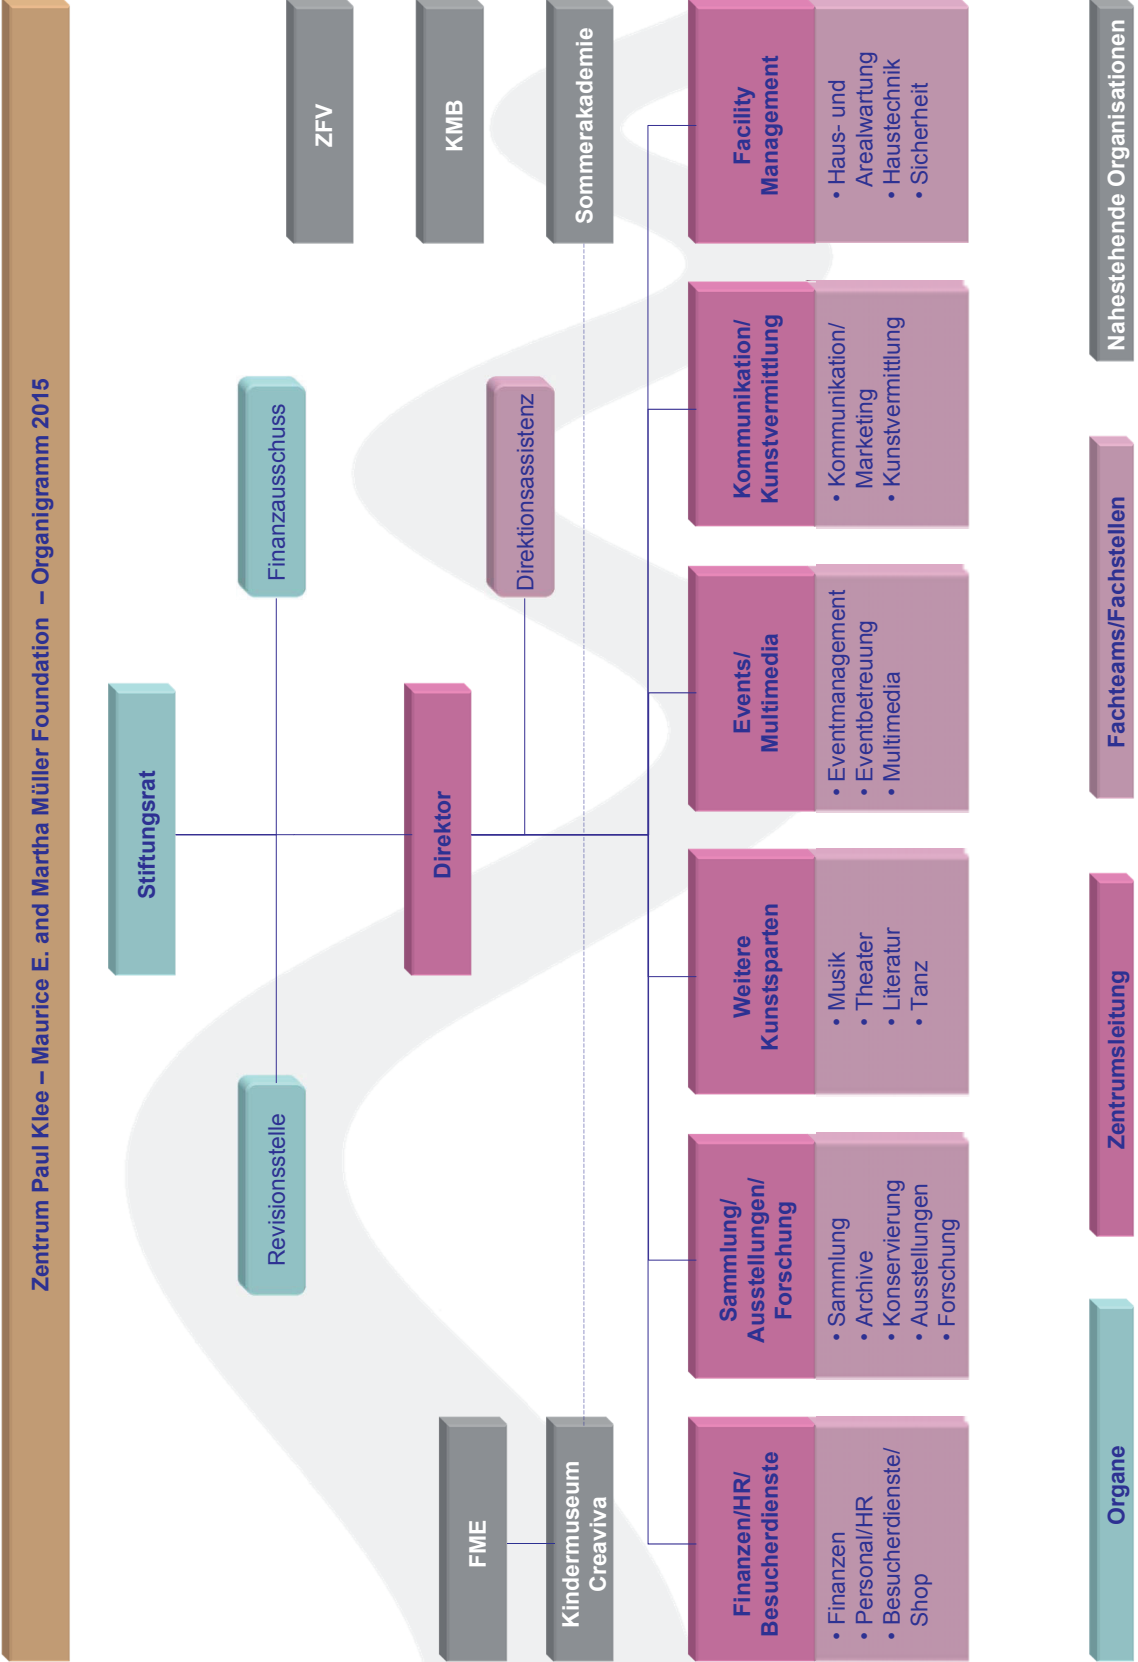 Zentrum Paul Klee – Maurice E. and Martha Müller Foundation – Organigramm 2015
Stiftungsrat
Revisionsstelle
Finanzausschuss
ZFV
Direktor
KMB
FME
Direktionsassistenz
Kindermuseum
Creaviva
Sommerakademie
Finanzen/HR/
Besucherdienste
• Finanzen
• Personal/HR
• Besucherdienste/
Shop
Sammlung/
Ausstellungen/
Forschung
• Sammlung
• Archive
• Konservierung
• Ausstellungen
• Forschung
Weitere
Kunstsparten
• Musik
• Theater
• Literatur
• Tanz
Events/
Multimedia
• Eventmanagement
• Eventbetreuung
• Multimedia
Kommunikation/
Kunstvermittlung
• Kommunikation/
Marketing
• Kunstvermittlung
Facility
Management
• Haus- und
Arealwartung
• Haustechnik
• Sicherheit
Organe
Zentrumsleitung
Fachteams/Fachstellen
Nahestehende Organisationen